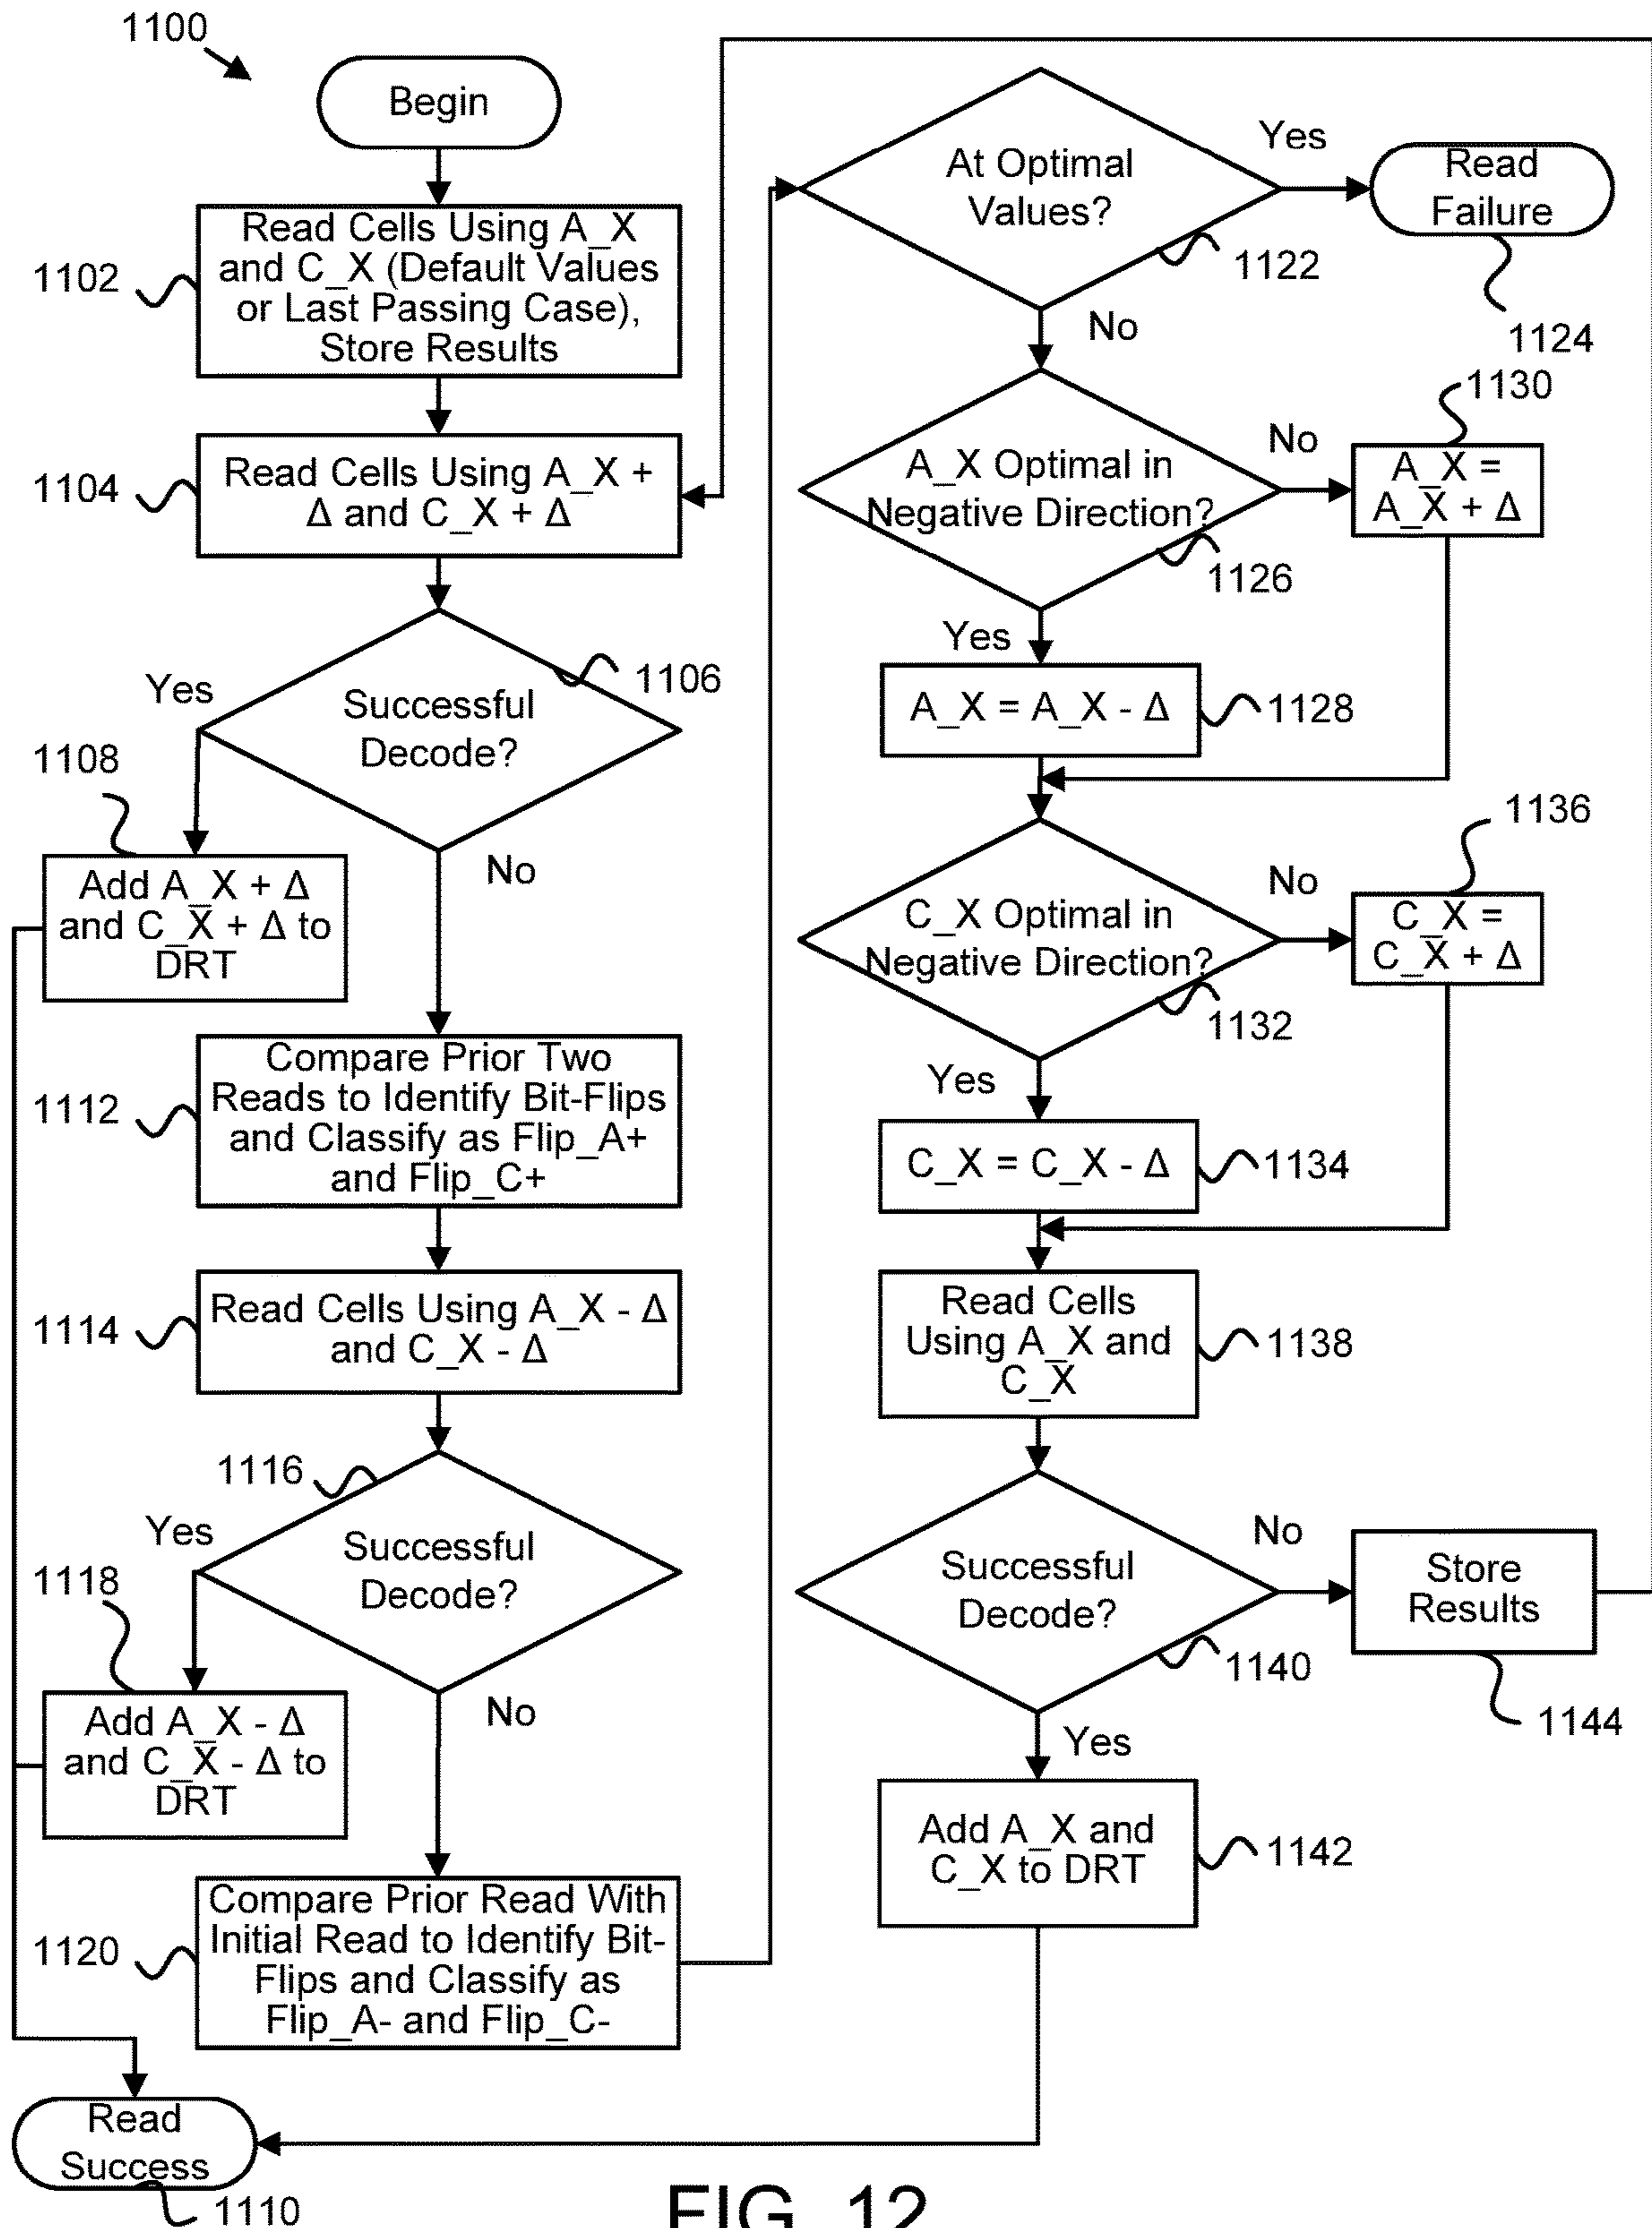 1100
Begin
1102
Read Cells Using A_X
and C_X (Default Values
or Last Passing Case),
Store Results
1104
Read Cells Using A_X +
Δ and C_X + Δ
1106
Successful
Decode?
Yes
No
1108
Add A_X + Δ
and C_X + Δ to
DRT
1112
Compare Prior Two
Reads to Identify Bit-Flips
and Classify as Flip_A+
and Flip_C+
1114
Read Cells Using A_X - Δ
and C_X - Δ
1116
Successful
Decode?
Yes
No
1118
Add A_X - Δ
and C_X - Δ to
DRT
1120
Compare Prior Read With
Initial Read to Identify Bit-
Flips and Classify as
Flip_A- and Flip_C-
Read
Success
1110
At Optimal
Values?
Yes
1122
No
Read
Failure
1124
A_X Optimal in
Negative Direction?
No
1126
Yes
1130
A_X =
A_X + Δ
A_X = A_X - Δ
1128
C_X Optimal in
Negative Direction?
No
1132
Yes
1136
C_X =
C_X + Δ
C_X = C_X - Δ
1134
Read Cells
Using A_X and
C_X
1138
Successful
Decode?
No
1140
Yes
Store
Results
1144
Add A_X and
C_X to DRT
1142
FIG. 12